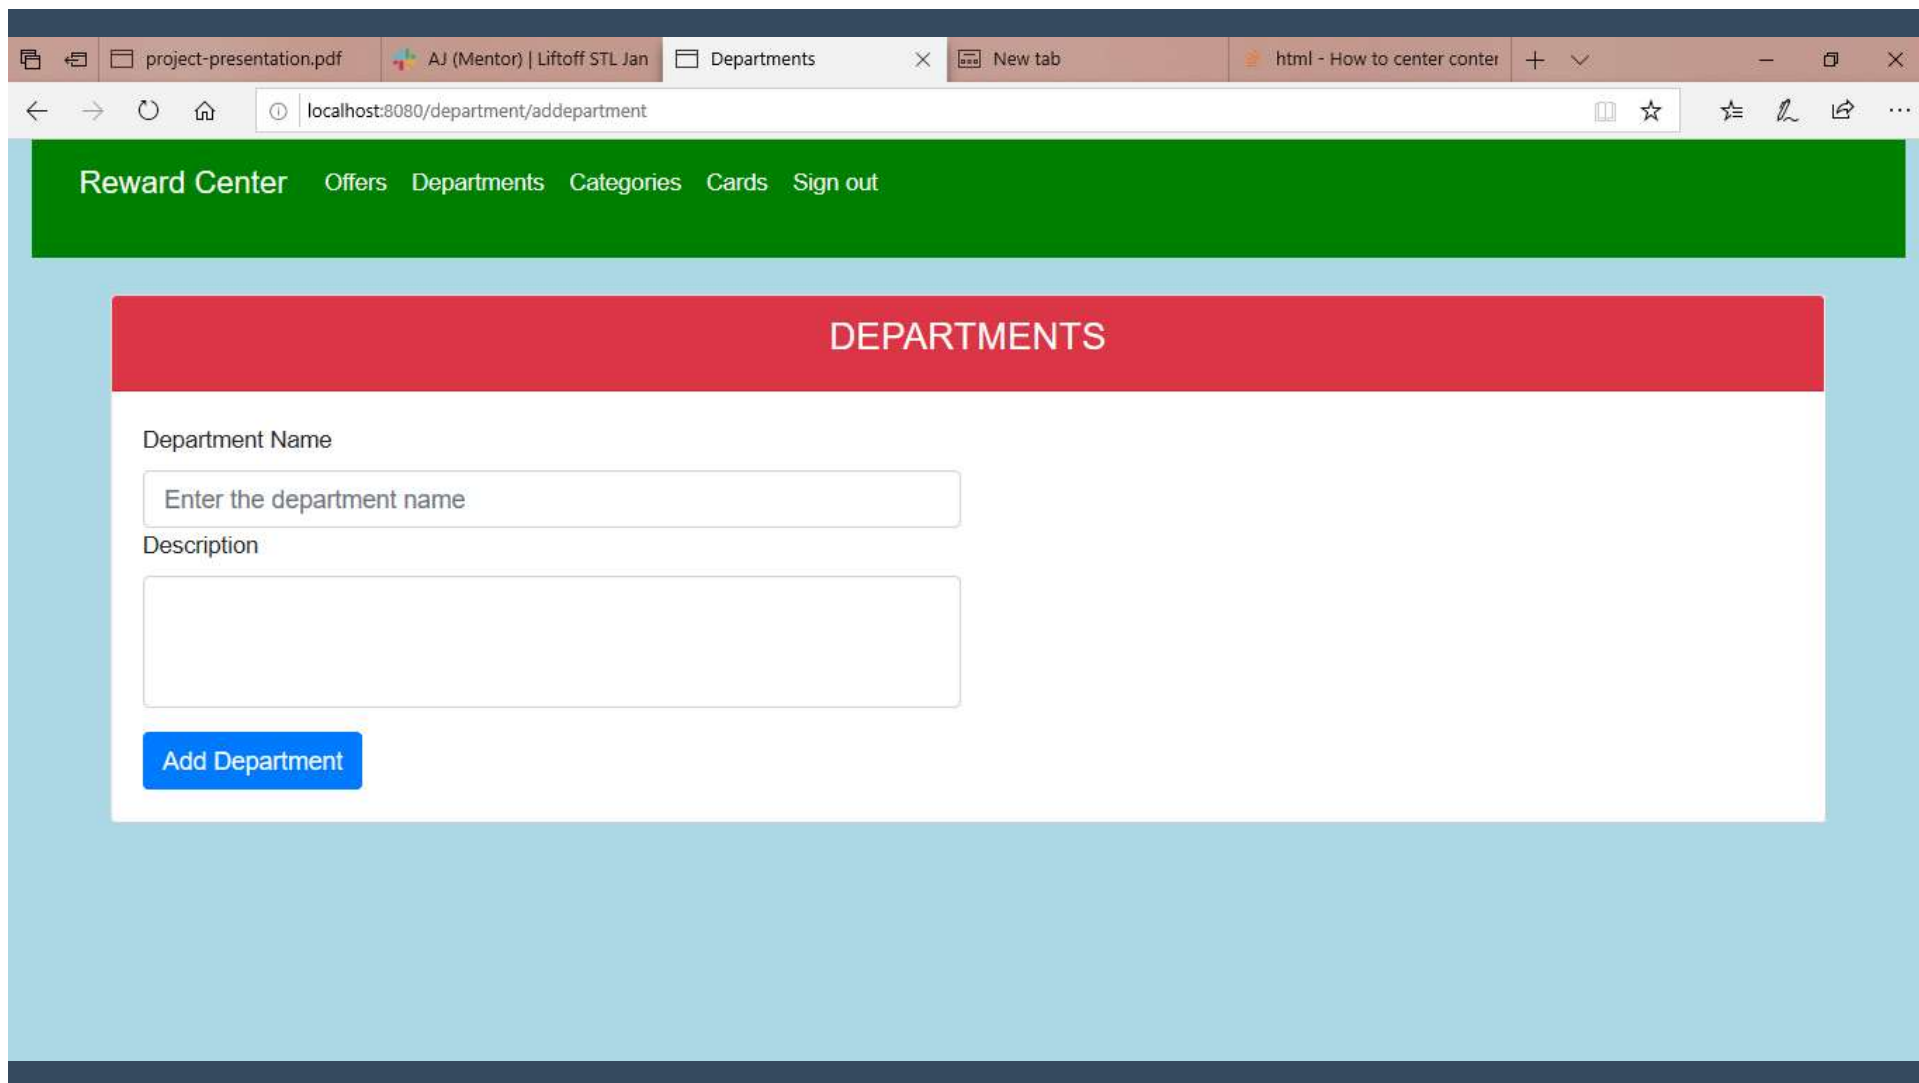 project-presentation.pdf AJ (Mentor) | Liftoff STL Jan Departments New tab html - How to center conter
localhost:8080/department/addepartment
Reward Center Offers Departments Categories Cards Sign out
DEPARTMENTS
Department Name
Enter the department name
Description
Add Department